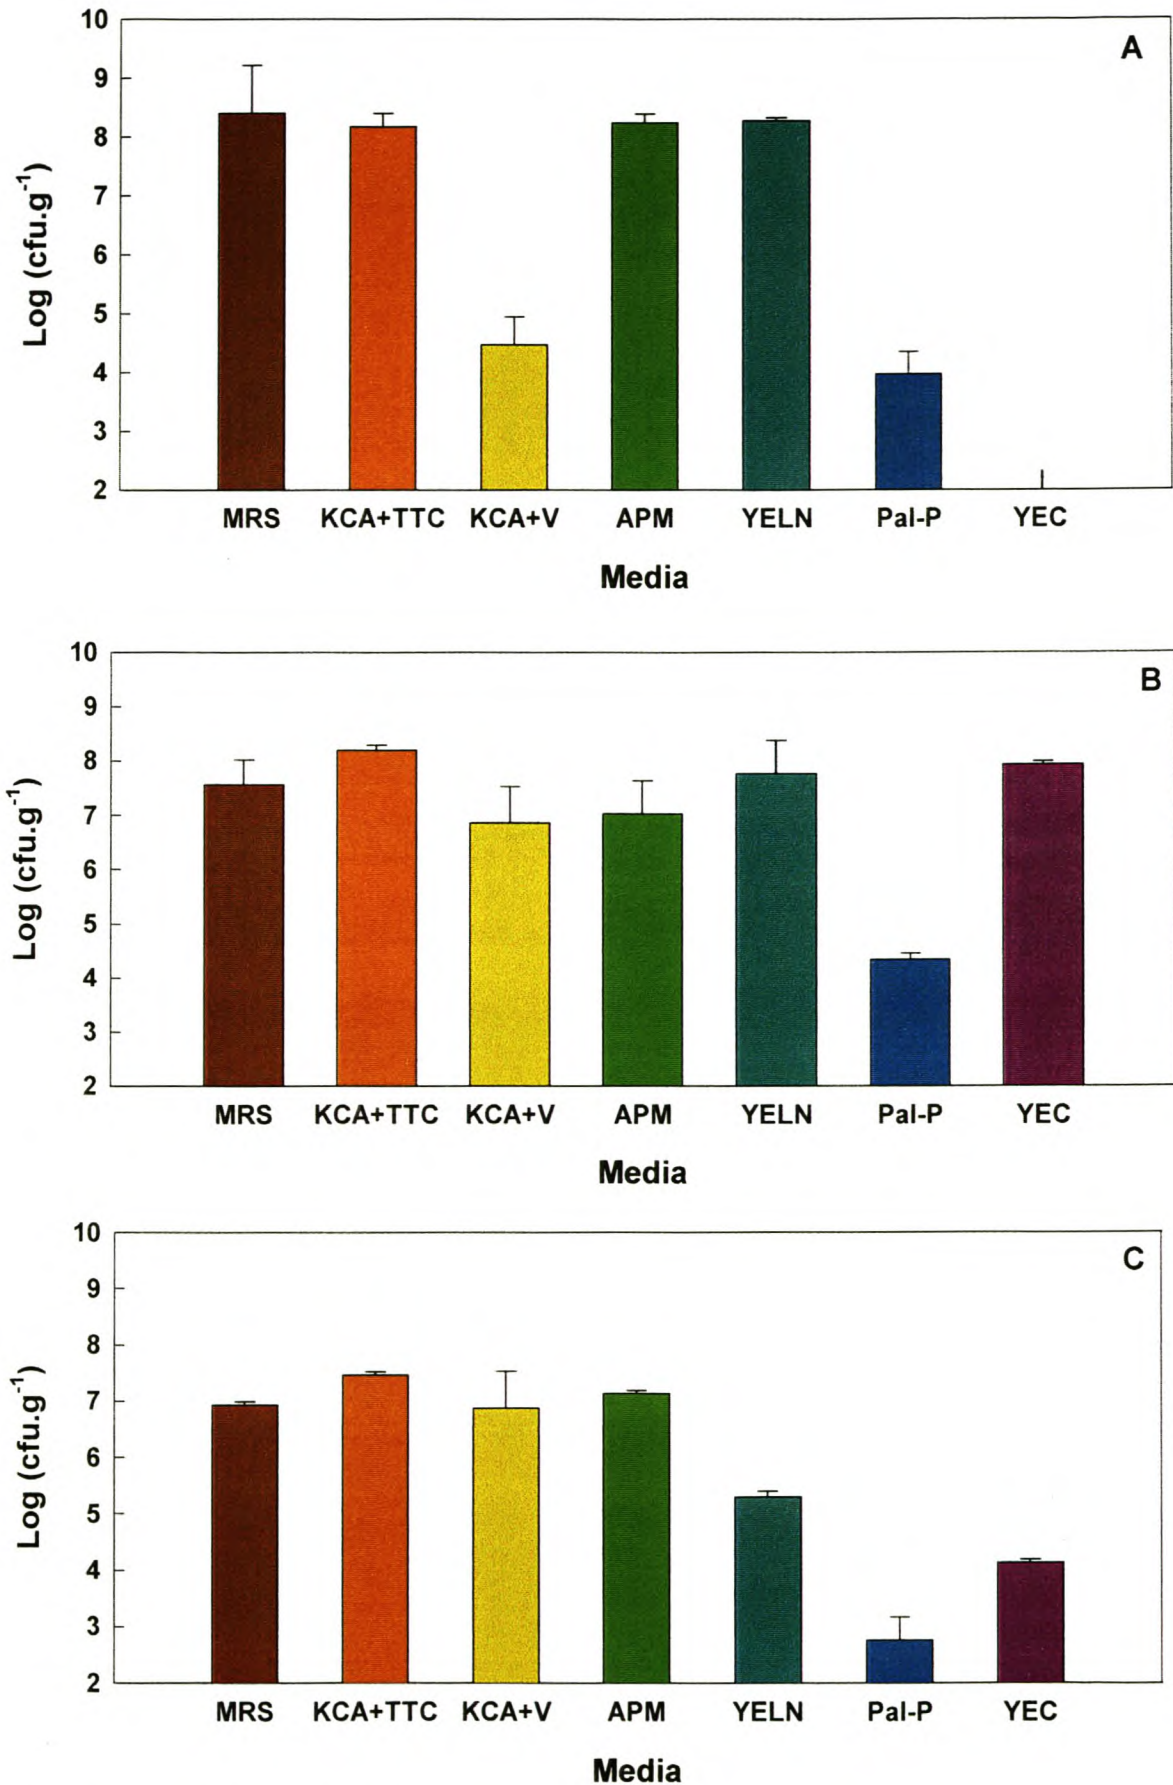 A
10
9
8
7
6
5
4
3
2
Log (cfu.g⁻¹)
MRS KCA+TTC KCA+V APM YELN Pal-P YEC
Media
B
10
9
8
7
6
5
4
3
2
Log (cfu.g⁻¹)
MRS KCA+TTC KCA+V APM YELN Pal-P YEC
Media
C
10
9
8
7
6
5
4
3
2
Log (cfu.g⁻¹)
MRS KCA+TTC KCA+V APM YELN Pal-P YEC
Media